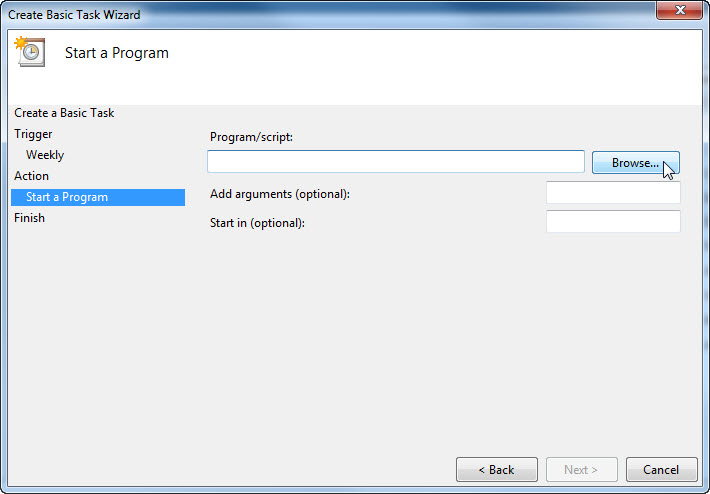 Create Basic Task Wizard
Start a Program
Create a Basic Task
Trigger
Weekly
Action
Start a Program
Finish
Program/script:
Browse...
Add arguments (optional):
Start in (optional):
< Back
Next >
Cancel